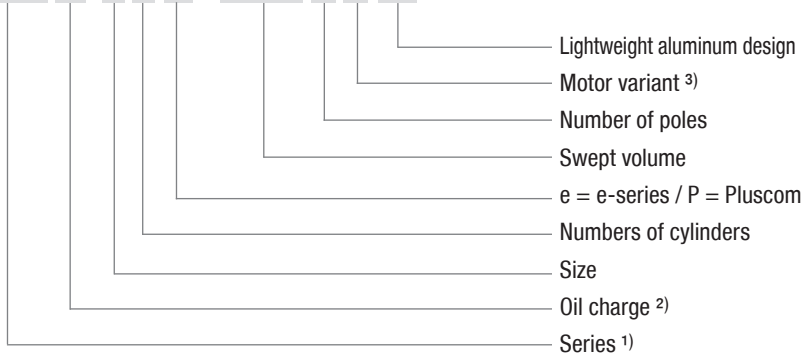 Lightweight aluminum design
Motor variant ³⁾
Number of poles
Swept volume
e = e-series / P = Pluscom
Numbers of cylinders
Size
Oil charge ²⁾
Series ¹⁾